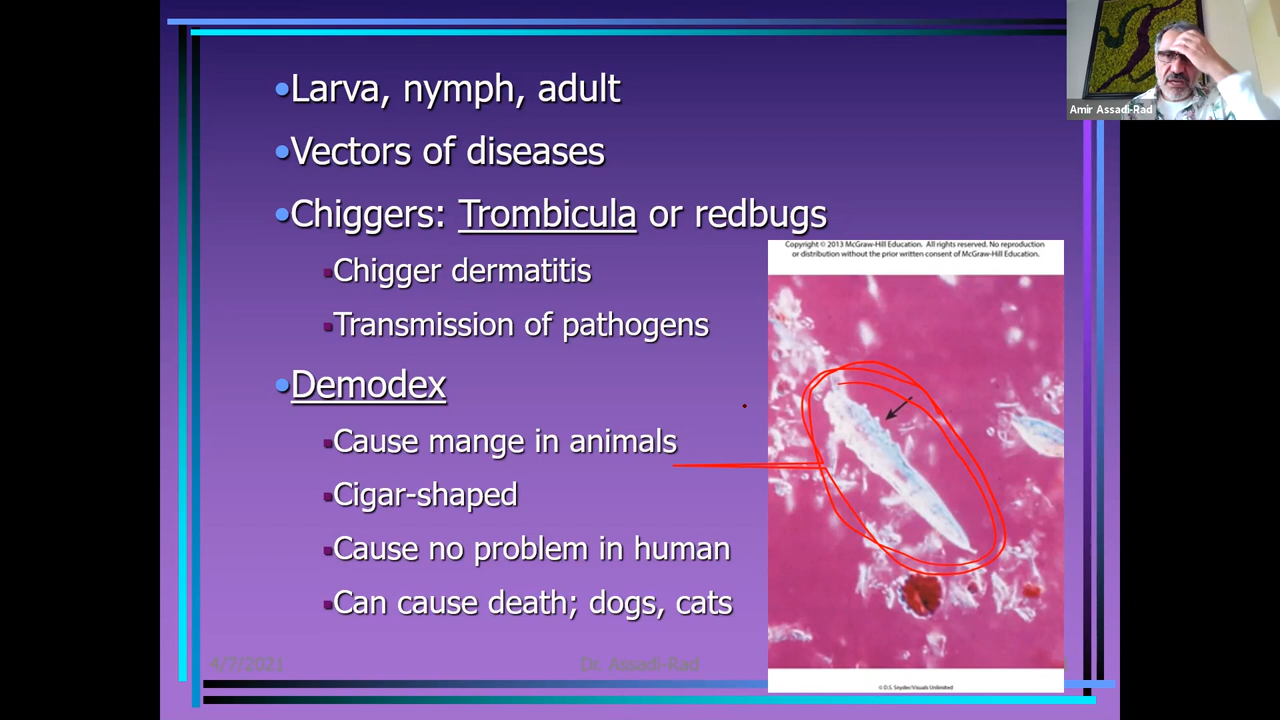 •Larva, nymph, adult
•Vectors of diseases
•Chiggers: Trombicula or redbugs
▪Chigger dermatitis
▪Transmission of pathogens
•Demodex
▪Cause mange in animals
▪Cigar-shaped
▪Cause no problem in human
▪Can cause death; dogs, cats
Copyright © 2013 McGraw-Hill Education. All rights reserved. No reproduction
or distribution without the prior written consent of McGraw-Hill Education.
© D.S. Snyder/Visuals Unlimited
4/7/2021
Dr. Assadi-Rad
Amir Assadi-Rad